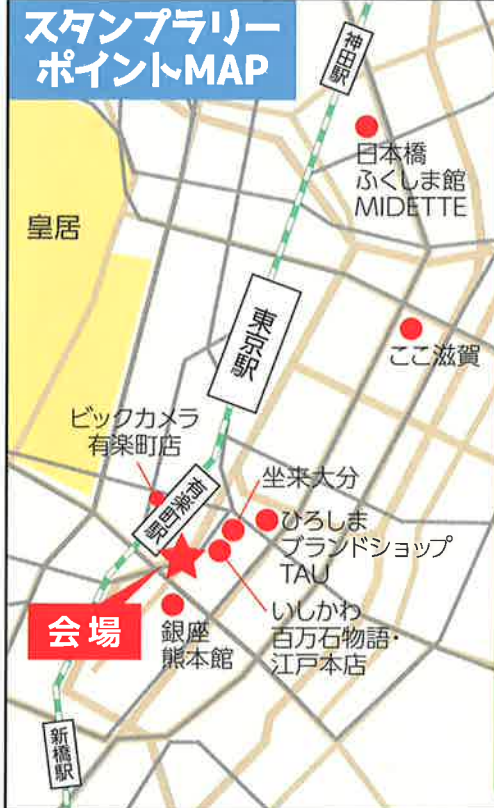 スタンプラリー
ポイントMAP
神田駅
日本橋
ふくしま館
MIDETTE
皇居
東京駅
ここ滋賀
ビックカメラ
有楽町店
有楽町駅
坐来大分
ひろしま
ブランドショップ
TAU
いしかわ
百万石物語・
江戸本店
会場
銀座
熊本館
新橋駅